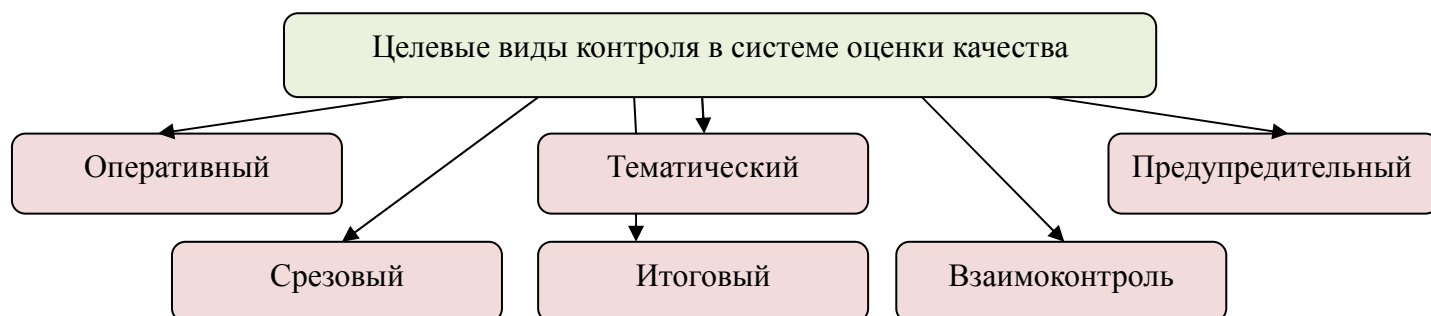 Целевые виды контроля в системе оценки качества
Оперативный
Тематический
Предупредительный
Срезовый
Итоговый
Взаимоконтроль